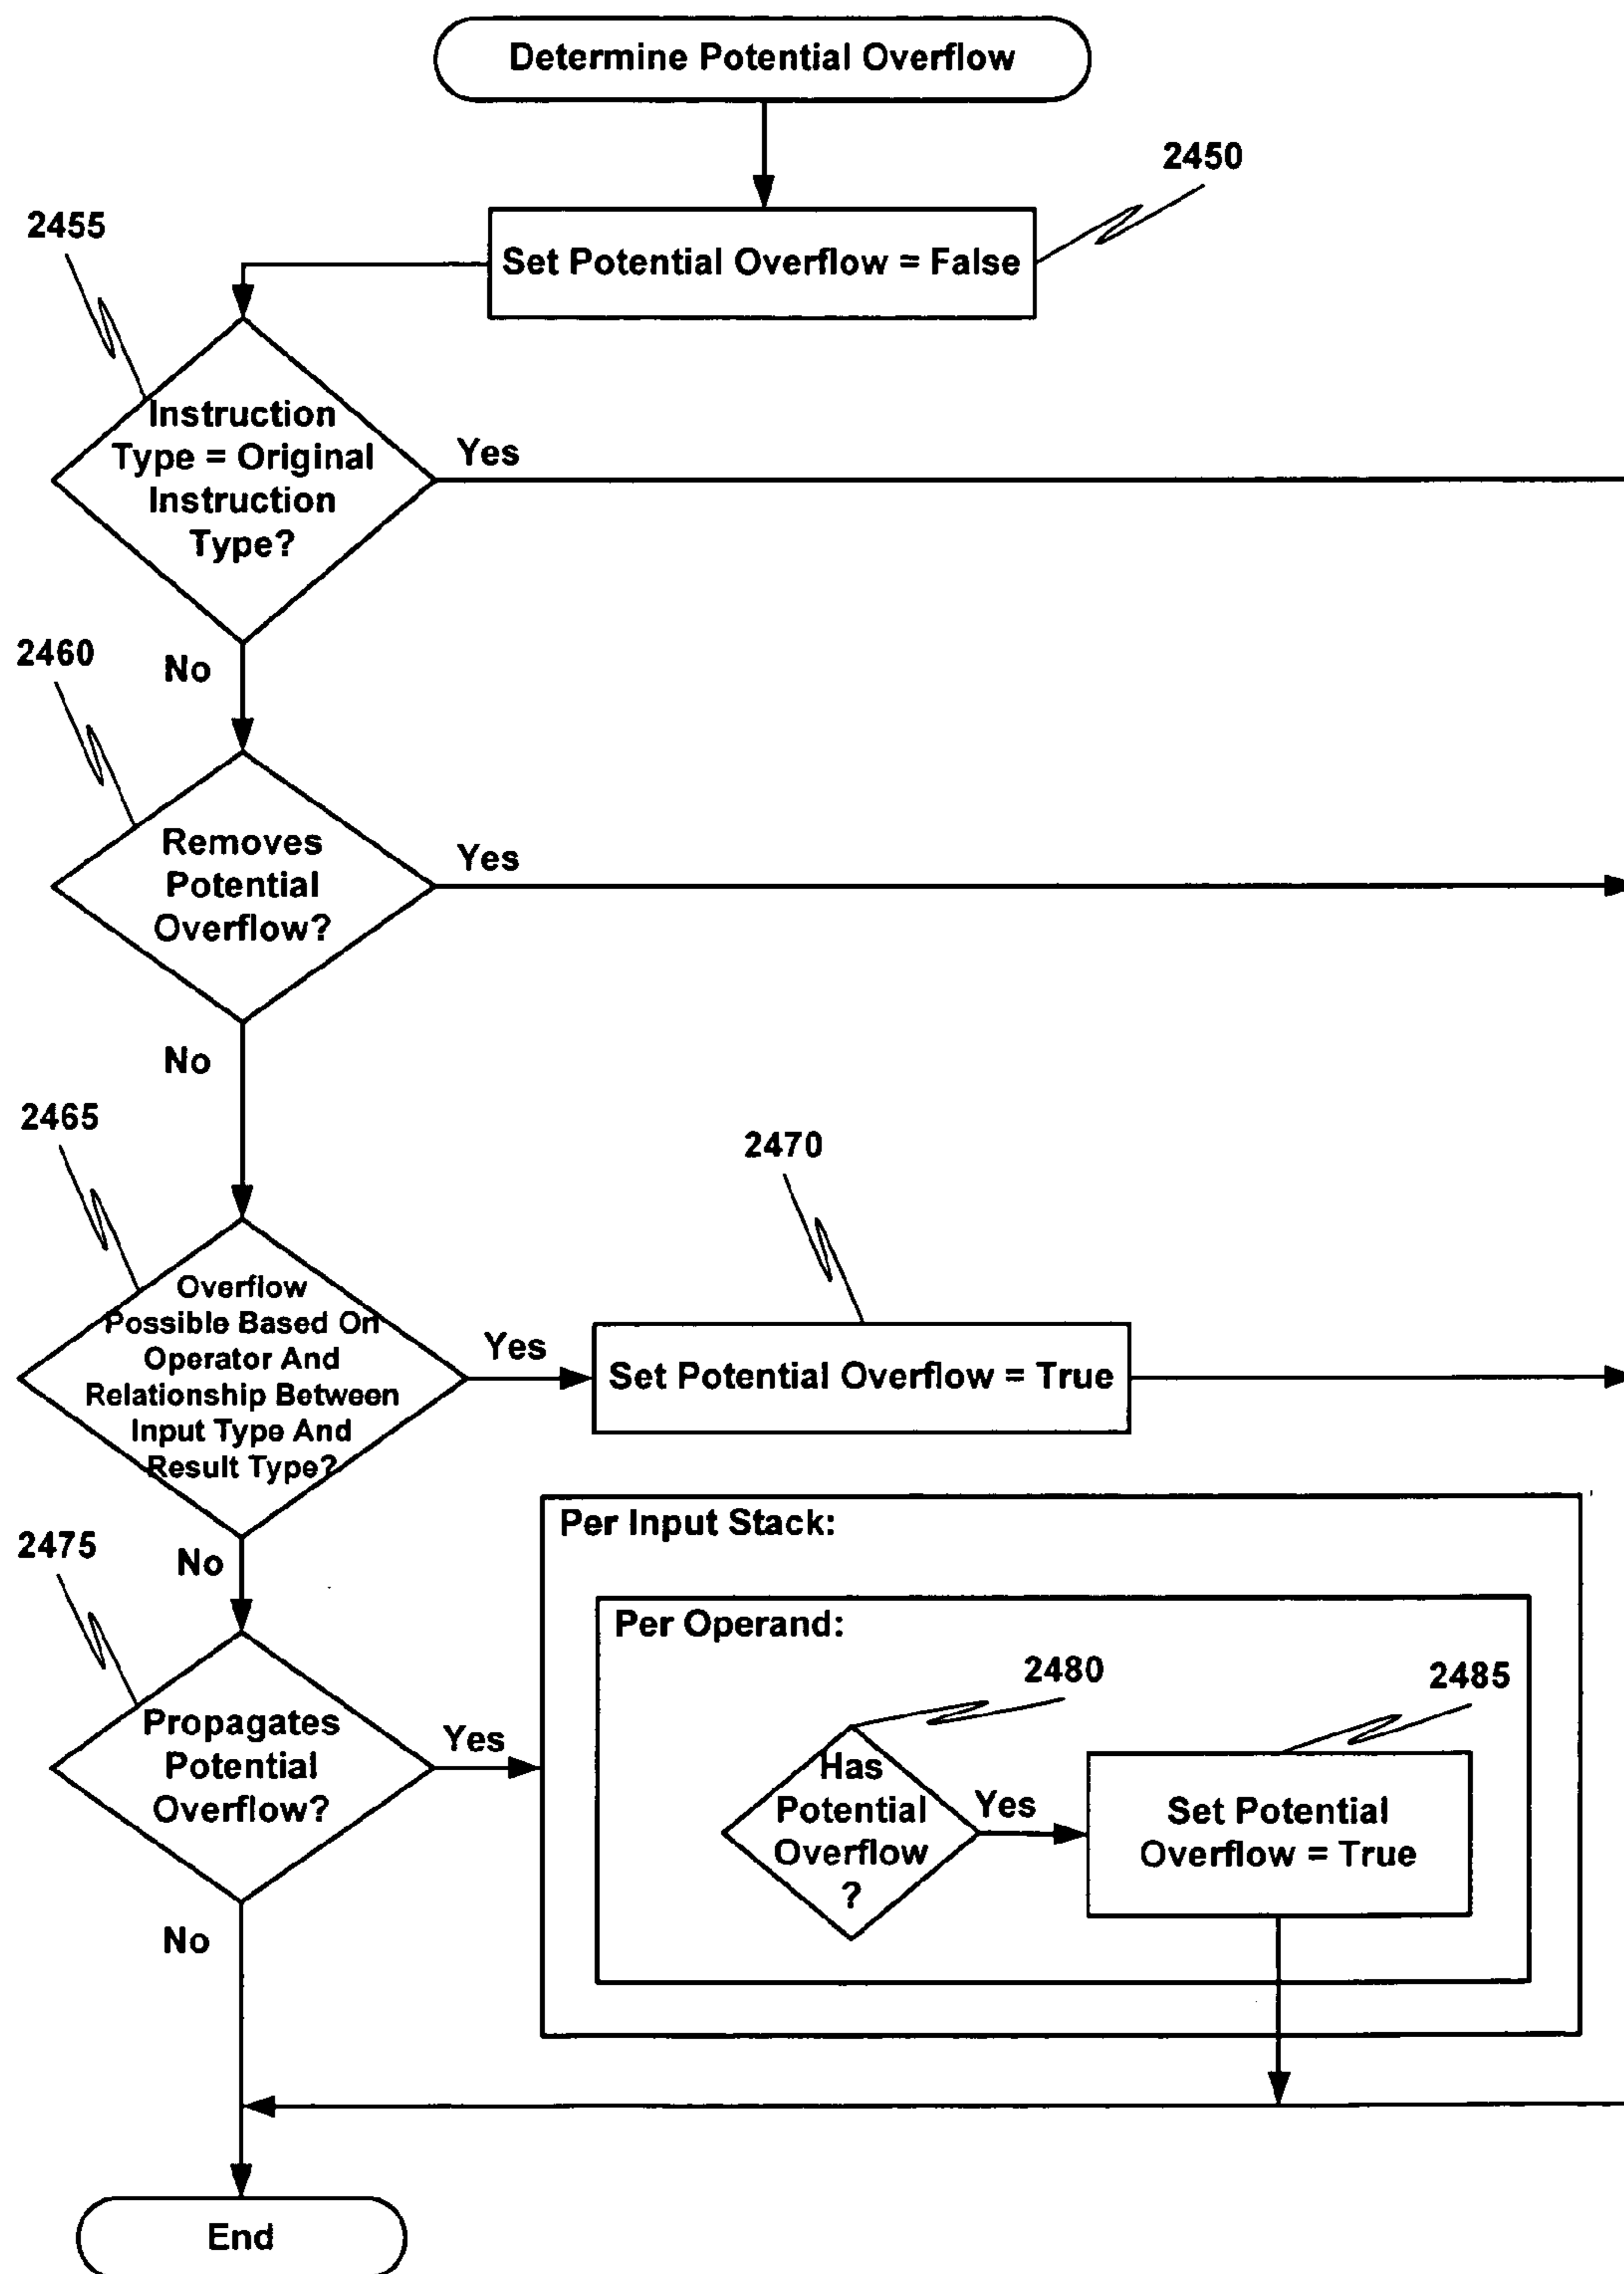 Determine Potential Overflow
2450
Set Potential Overflow = False
2455
Instruction
Type = Original
Instruction
Type?
Yes
No
2460
Removes
Potential
Overflow?
Yes
No
2465
Overflow
Possible Based On
Operator And
Relationship Between
Input Type And
Result Type?
Yes
2470
Set Potential Overflow = True
No
2475
Propagates
Potential
Overflow?
Yes
Per Input Stack:
Per Operand:
2480
Has
Potential
Overflow
?
Yes
2485
Set Potential
Overflow = True
No
End